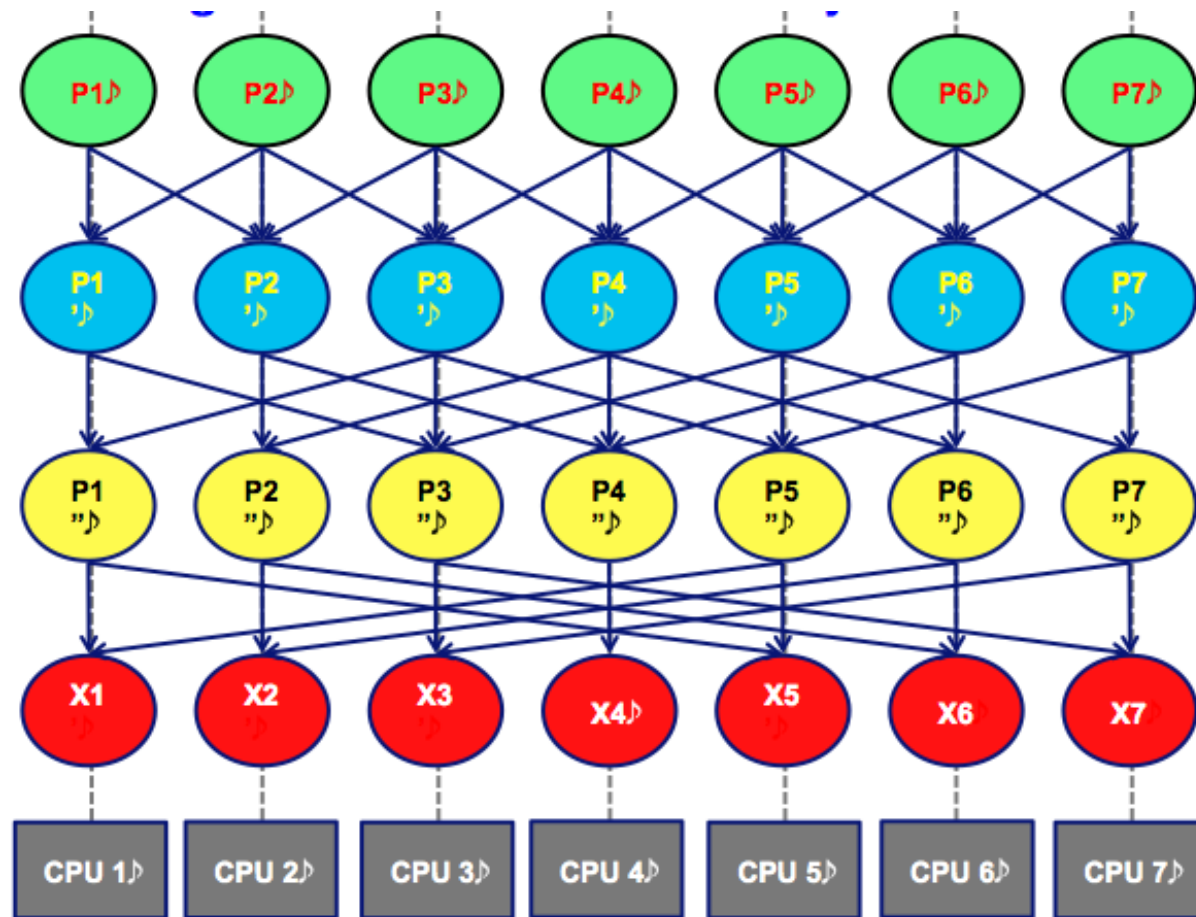 P1♪ P2♪ P3♪ P4♪ P5♪ P6♪ P7♪
P1 P2 P3 P4 P5 P6 P7
’♪ ’♪ ’♪ ’♪ ’♪ ’♪ ’♪
P1 P2 P3 P4 P5 P6 P7
”♪ ”♪ ”♪ ”♪ ”♪ ”♪ ”♪
X1 X2 X3 X4♪ X5 X6♪ X7♪
’♪ ’♪ ’♪ ’♪
CPU 1♪ CPU 2♪ CPU 3♪ CPU 4♪ CPU 5♪ CPU 6♪ CPU 7♪